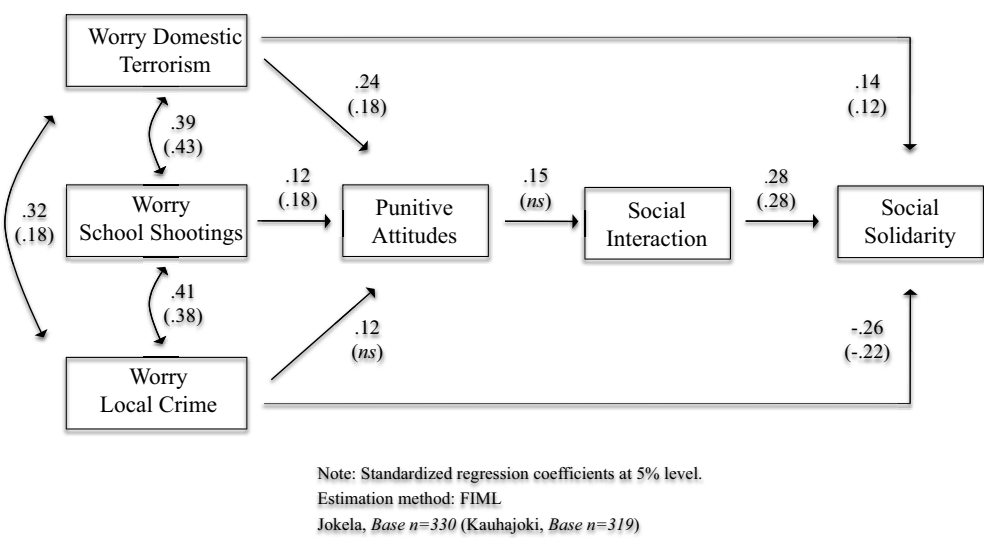 Worry Domestic
Terrorism
.24
(.18)
.14
(.12)
.39
(.43)
.32
(.18)
Worry
School Shootings
.12
(.18)
Punitive
Attitudes
.15
(ns)
Social
Interaction
.28
(.28)
Social
Solidarity
.41
(.38)
.12
(ns)
-.26
(-.22)
Worry
Local Crime
Note: Standardized regression coefficients at 5% level.
Estimation method: FIML
Jokela, Base n=330 (Kauhajoki, Base n=319)